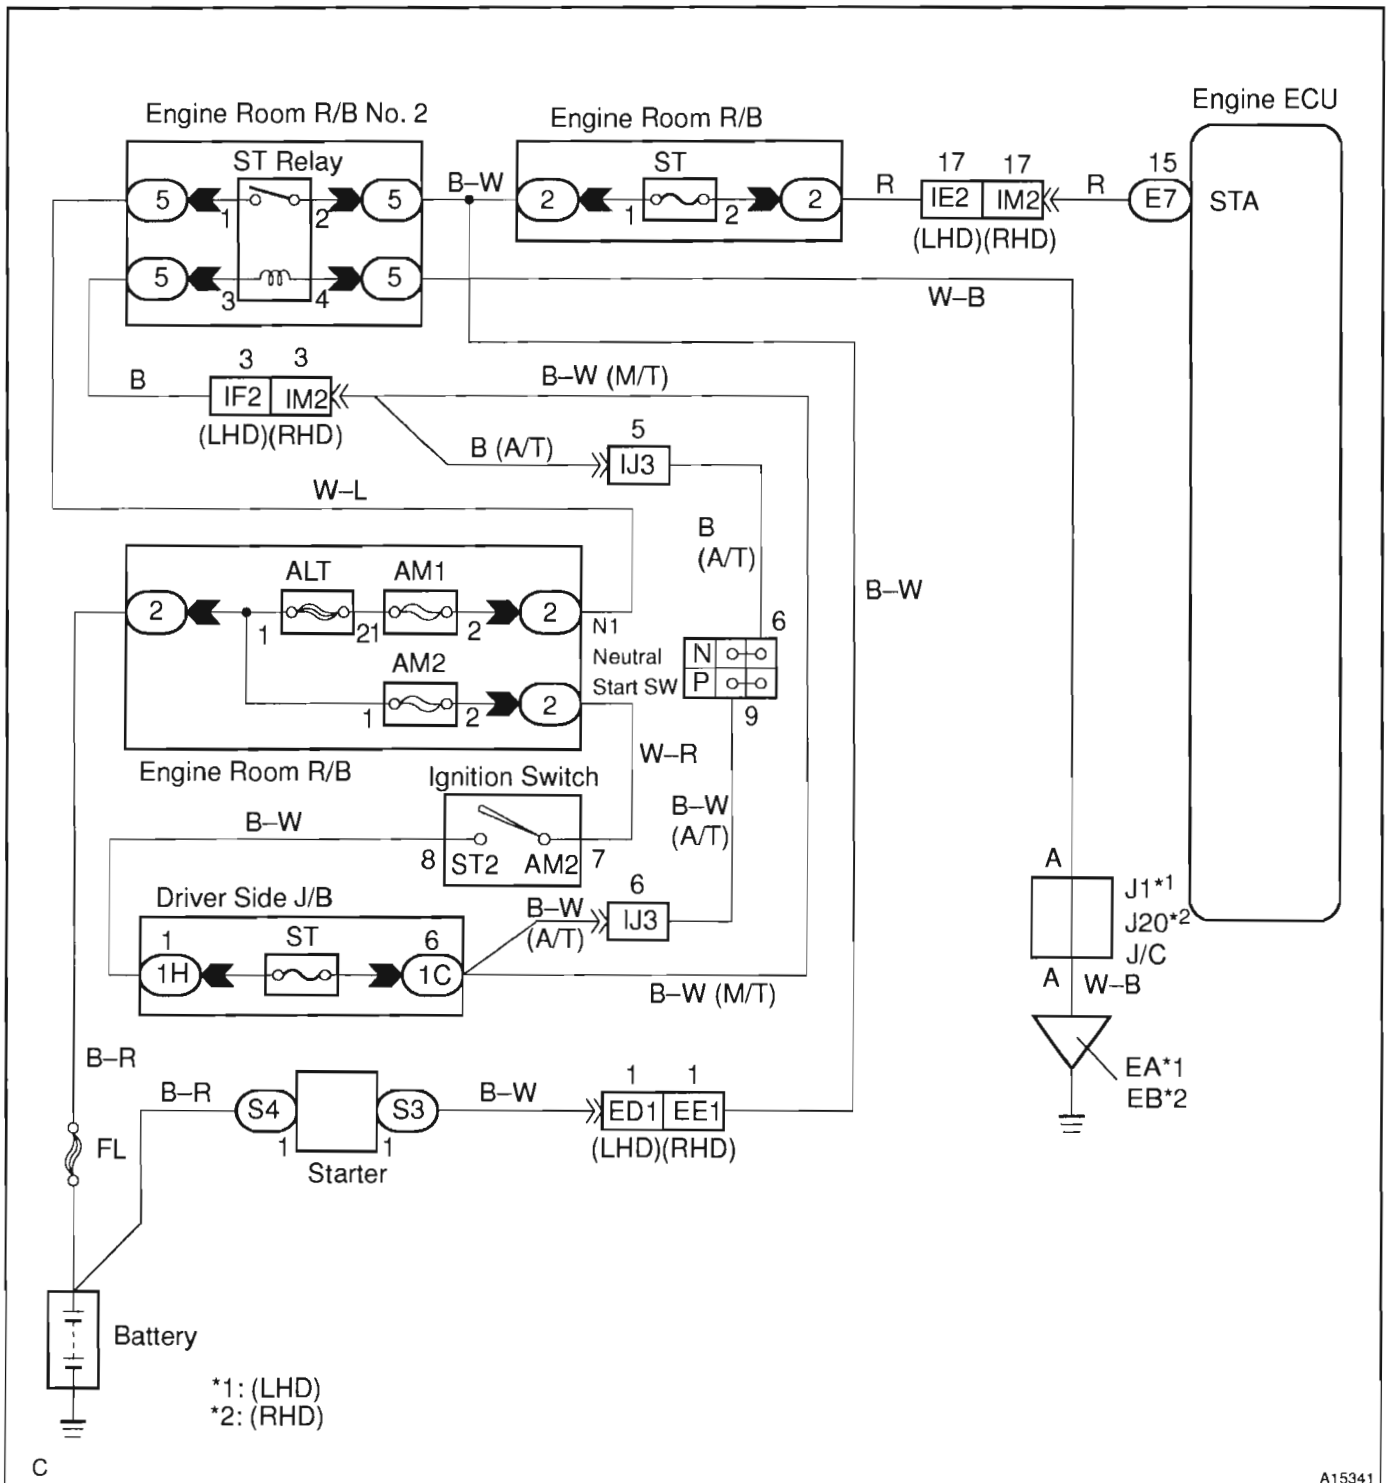 Engine ECU
Engine Room R/B No. 2
Engine Room R/B
ST Relay
ST
17 17
15
5 1 2 5
B–W
2 1 2 2
R
IE2 IM2
R
E7
STA
(LHD)(RHD)
5 3 4 5
W–B
3 3
B
IF2 IM2
B–W (M/T)
(LHD)(RHD)
B (A/T)
5
IJ3
W–L
B
(A/T)
ALT
AM1
B–W
2
1
21
2
2
N1
6
Neutral
N
Start SW
P
AM2
1
2
2
9
W–R
Engine Room R/B
Ignition Switch
B–W
B–W
(A/T)
8
ST2
AM2
7
A
J1*1
J20*2
J/C
Driver Side J/B
6
B–W
(A/T)
IJ3
1
ST
6
1H
1C
A
W–B
B–W (M/T)
B–R
EA*1
EB*2
B–R
S4
1
S3
1
B–W
1 1
ED1 EE1
(LHD)(RHD)
Starter
FL
Battery
*1: (LHD)
*2: (RHD)
C
A15341